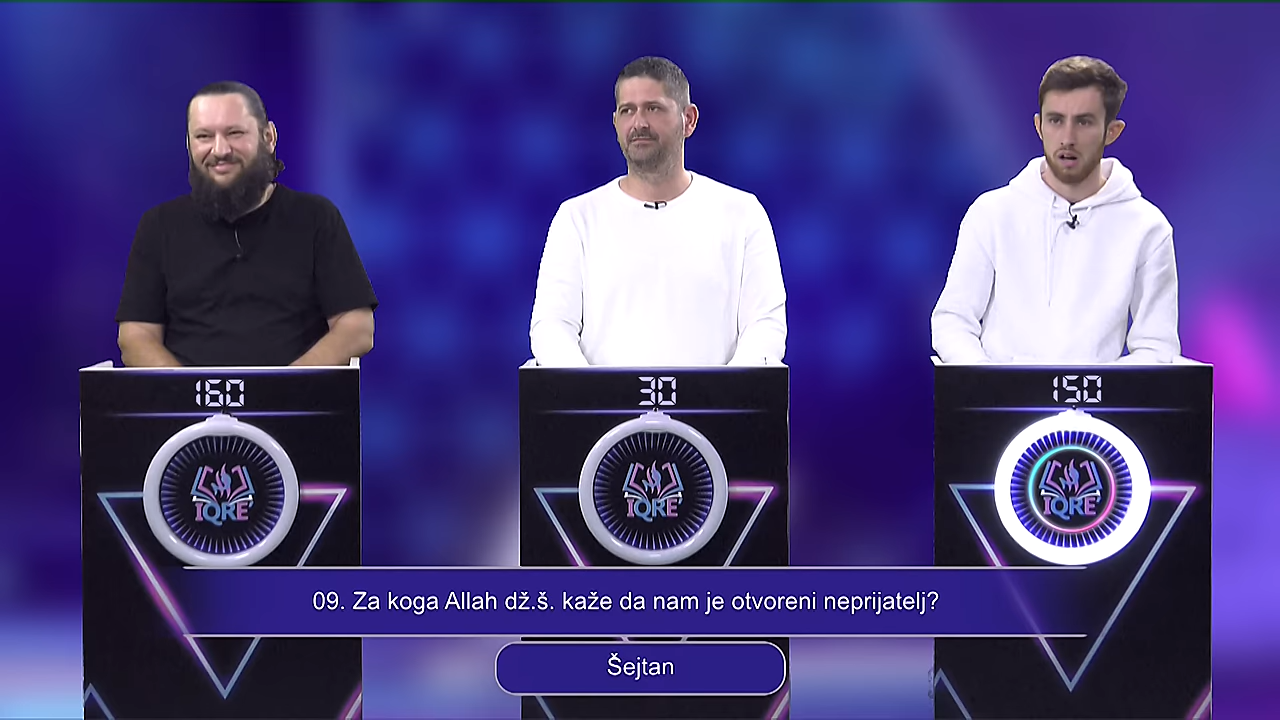 160
30
150
IQRE'
IQRE'
IQRE'
09. Za koga Allah dž.š. kaže da nam je otvoreni neprijatelj?
Šejtan